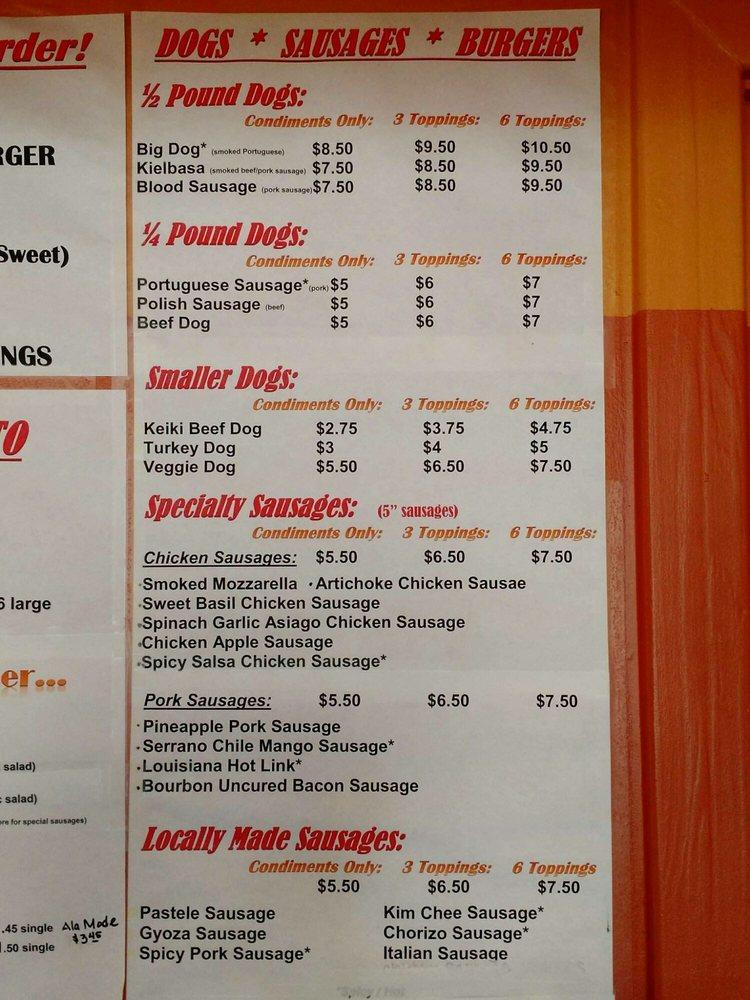 rder!
RGER
Sweet)
NGS
TO
6 large
er...
salad)
salad)
re for special sausages)
.45 single Ala Mode
$3.45
.50 single
DOGS * SAUSAGES * BURGERS
½ Pound Dogs:
Condiments Only: 3 Toppings: 6 Toppings:
Big Dog* (smoked Portuguese) $8.50 $9.50 $10.50
Kielbasa (smoked beef/pork sausage) $7.50 $8.50 $9.50
Blood Sausage (pork sausage) $7.50 $8.50 $9.50
¼ Pound Dogs:
Condiments Only: 3 Toppings: 6 Toppings:
Portuguese Sausage* (pork) $5 $6 $7
Polish Sausage (beef) $5 $6 $7
Beef Dog $5 $6 $7
Smaller Dogs:
Condiments Only: 3 Toppings: 6 Toppings:
Keiki Beef Dog $2.75 $3.75 $4.75
Turkey Dog $3 $4 $5
Veggie Dog $5.50 $6.50 $7.50
Specialty Sausages: (5” sausages)
Condiments Only: 3 Toppings: 6 Toppings:
Chicken Sausages: $5.50 $6.50 $7.50
·Smoked Mozzarella ·Artichoke Chicken Sausae
·Sweet Basil Chicken Sausage
·Spinach Garlic Asiago Chicken Sausage
·Chicken Apple Sausage
·Spicy Salsa Chicken Sausage*
Pork Sausages: $5.50 $6.50 $7.50
·Pineapple Pork Sausage
·Serrano Chile Mango Sausage*
·Louisiana Hot Link*
·Bourbon Uncured Bacon Sausage
Locally Made Sausages:
Condiments Only: 3 Toppings: 6 Toppings
$5.50 $6.50 $7.50
Pastele Sausage Kim Chee Sausage*
Gyoza Sausage Chorizo Sausage*
Spicy Pork Sausage* Italian Sausage
*Spicy / Hot